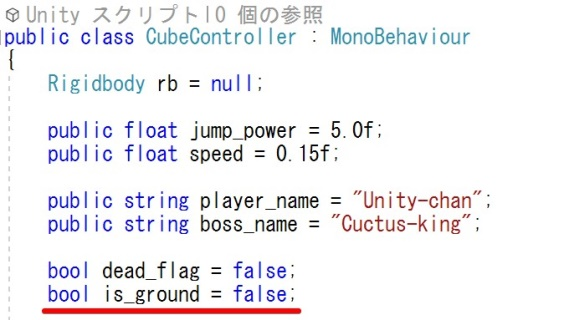 Unity スクリプト|0 個の参照
public class CubeController : MonoBehaviour
{
Rigidbody rb = null;
public float jump_power = 5.0f;
public float speed = 0.15f;
public string player_name = "Unity-chan";
public string boss_name = "Cuctus-king";
bool dead_flag = false;
bool is_ground = false;